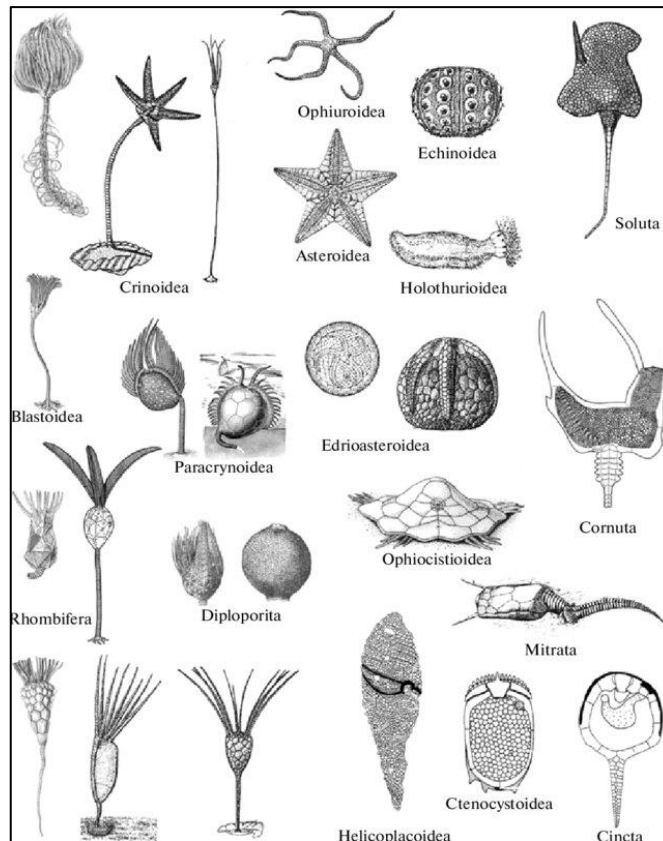 Ophiuroidea
Echinoidea
Soluta
Asteroidea
Crinoidea
Holothurioidea
Blastoidea
Paracrynoidea
Edrioasteroidea
Cornuta
Ophiocistioidea
Rhombifera
Diploporita
Mitrata
Ctenocystoidea
Helicoplacoidea
Cincta